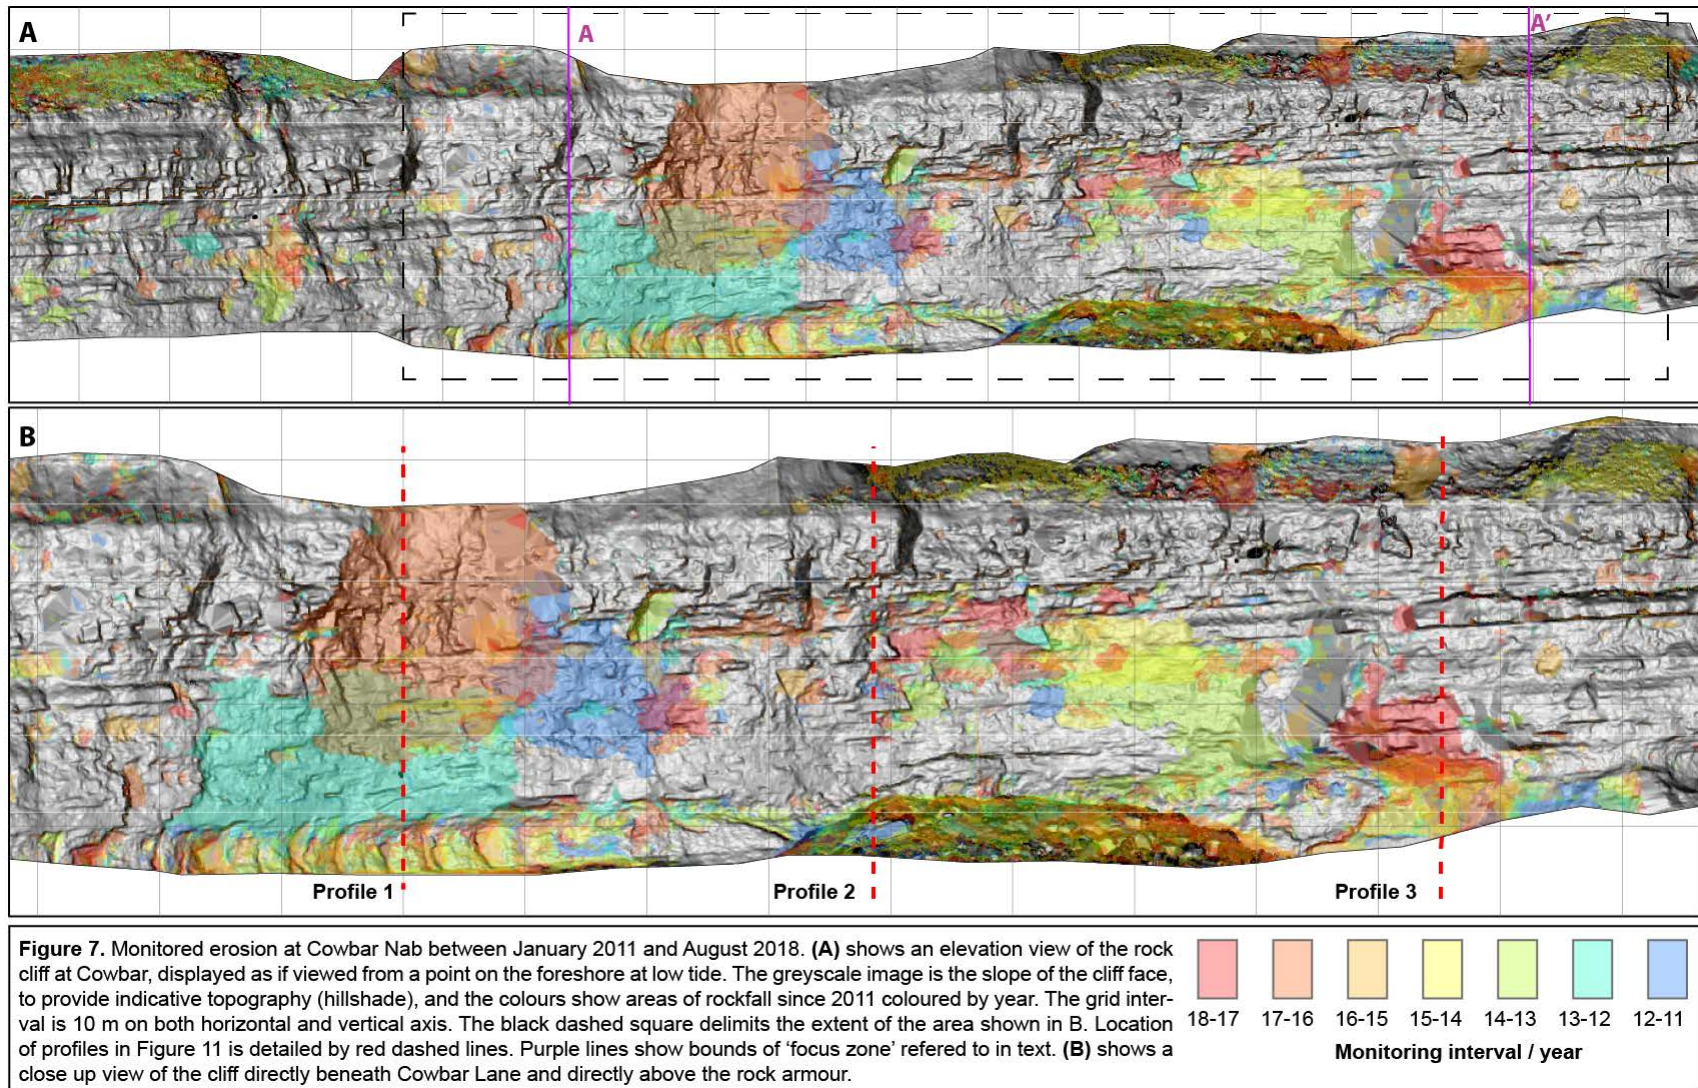 A
A
A'
B
Profile 1
Profile 2
Profile 3
Figure 7. Monitored erosion at Cowbar Nab between January 2011 and August 2018. (A) shows an elevation view of the rock
cliff at Cowbar, displayed as if viewed from a point on the foreshore at low tide. The greyscale image is the slope of the cliff face,
to provide indicative topography (hillshade), and the colours show areas of rockfall since 2011 coloured by year. The grid inter-
val is 10 m on both horizontal and vertical axis. The black dashed square delimits the extent of the area shown in B. Location
of profiles in Figure 11 is detailed by red dashed lines. Purple lines show bounds of 'focus zone' refered to in text. (B) shows a
close up view of the cliff directly beneath Cowbar Lane and directly above the rock armour.
18-17 17-16 16-15 15-14 14-13 13-12 12-11
Monitoring interval / year